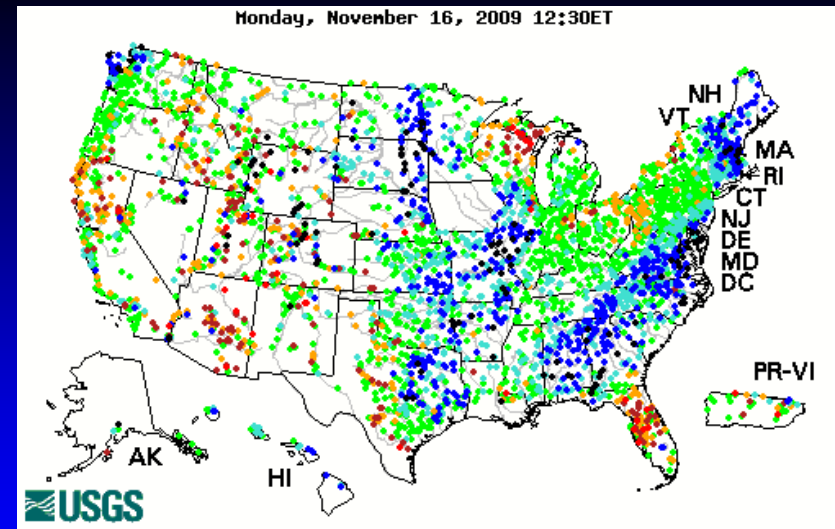 Monday, November 16, 2009 12:30ET
NH
VT
MA
RI
CT
NJ
DE
MD
DC
PR-VI
AK
HI
USGS